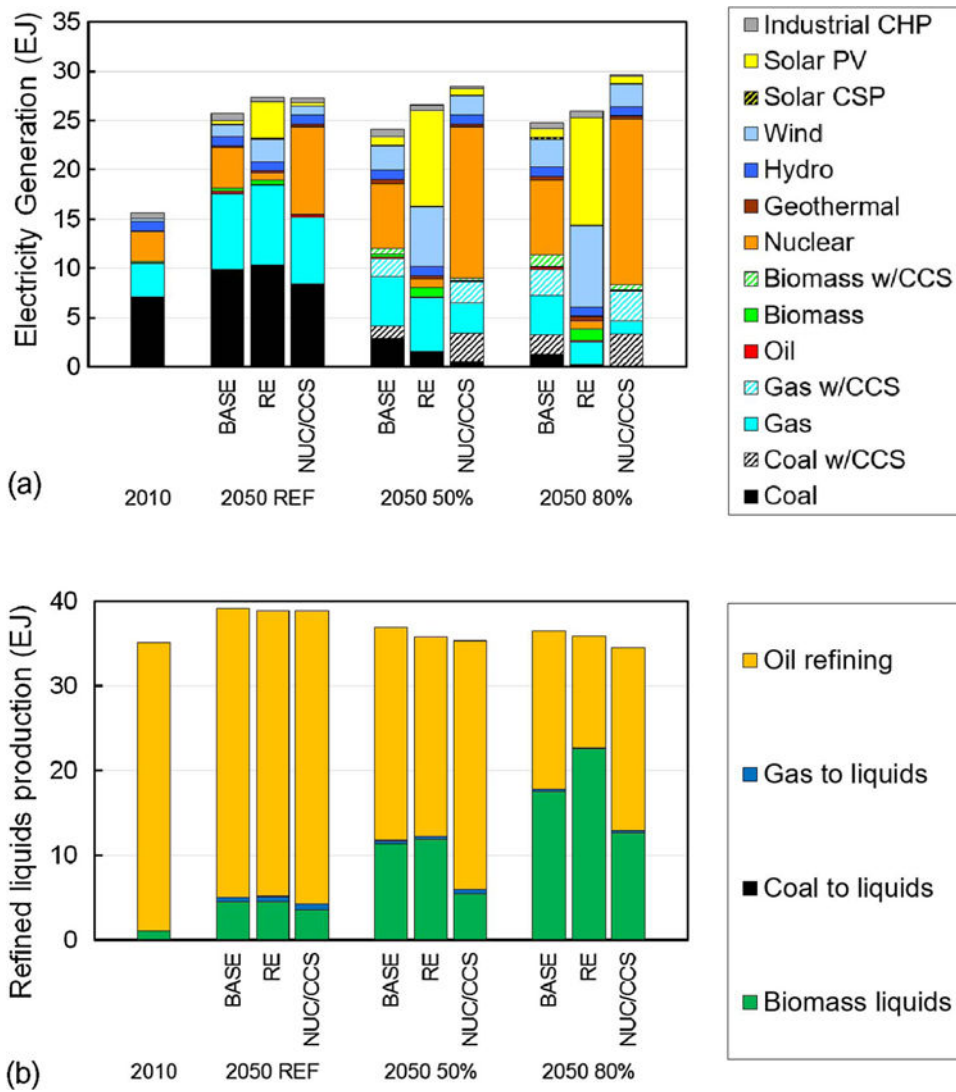 Electricity Generation (EJ)
35
30
25
20
15
10
5
0
BASE
RE
NUC/CCS
BASE
RE
NUC/CCS
BASE
RE
NUC/CCS
(a)
2010
2050 REF
2050 50%
2050 80%
Industrial CHP
Solar PV
Solar CSP
Wind
Hydro
Geothermal
Nuclear
Biomass w/CCS
Biomass
Oil
Gas w/CCS
Gas
Coal w/CCS
Coal
Refined liquids production (EJ)
40
30
20
10
0
BASE
RE
NUC/CCS
BASE
RE
NUC/CCS
BASE
RE
NUC/CCS
(b)
2010
2050 REF
2050 50%
2050 80%
Oil refining
Gas to liquids
Coal to liquids
Biomass liquids